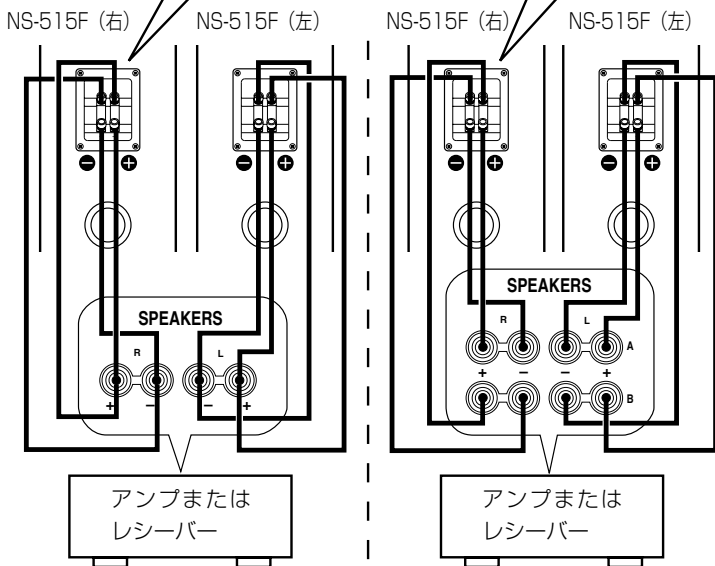 NS-515F（右）
NS-515F（左）
− +
− +
SPEAKERS
R L
+ − − +
アンプまたは
レシーバー
NS-515F（右）
NS-515F（左）
− +
− +
SPEAKERS
R L
A
+ − − +
B
アンプまたは
レシーバー